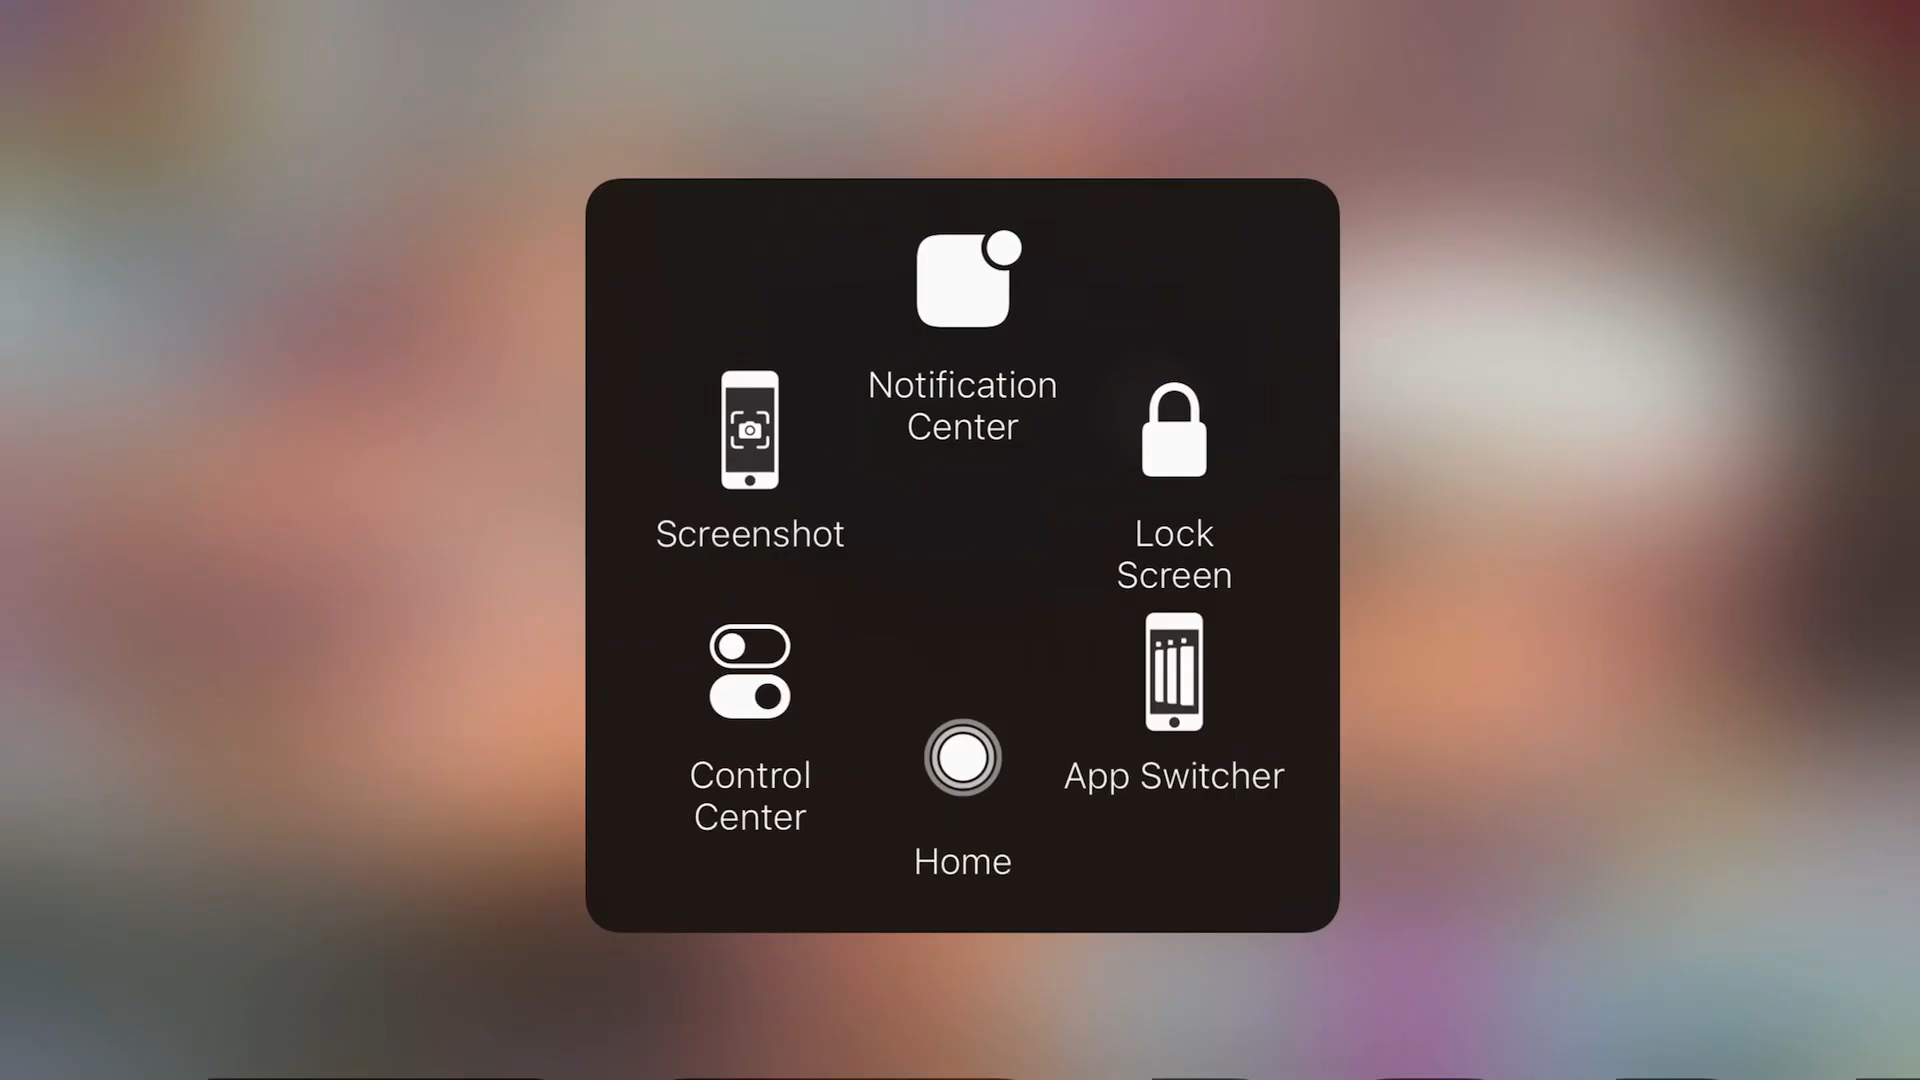 Notification
Center
Screenshot
Lock
Screen
Control
Center
App Switcher
Home